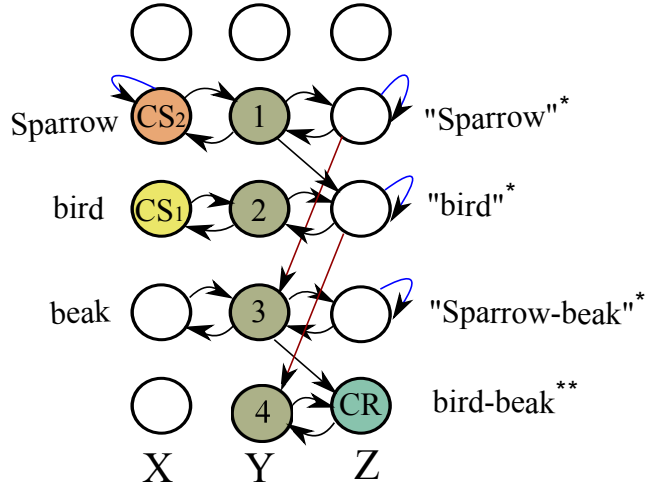 Sparrow CS2 1 "Sparrow"*
bird CS1 2 "bird"*
beak 3 "Sparrow-beak"*
4 CR bird-beak**
X Y Z